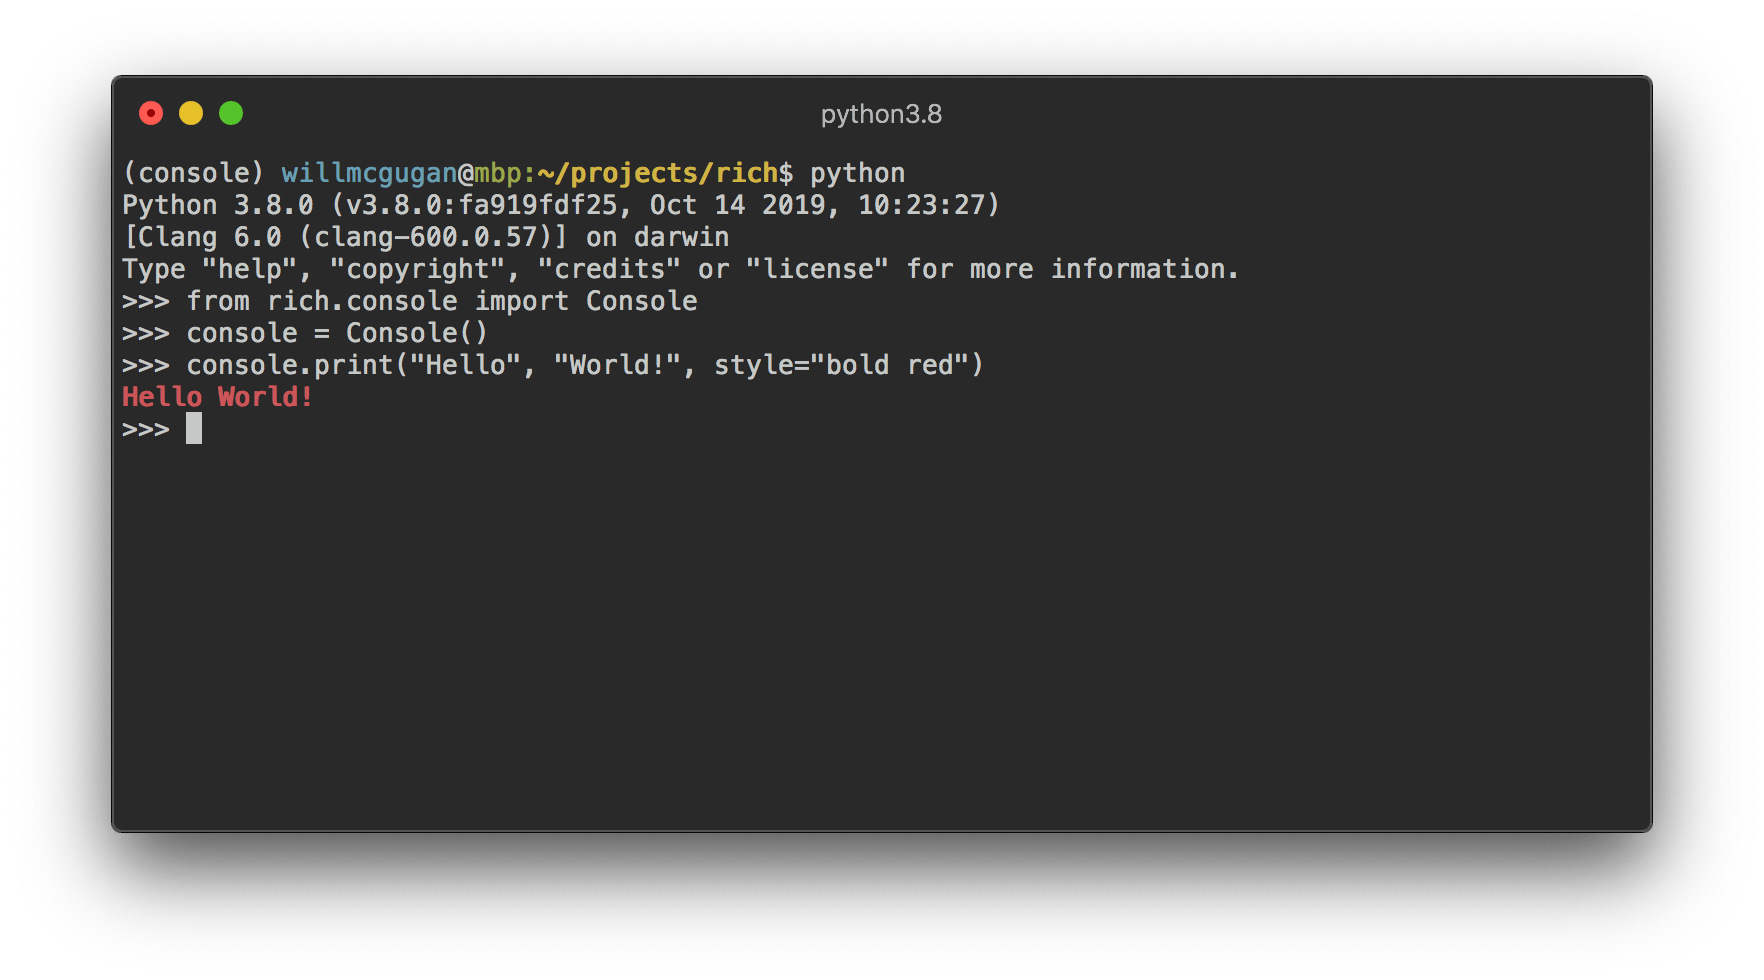 python3.8
(console) willmcgugan@mbp:~/projects/rich$ python
Python 3.8.0 (v3.8.0:fa919fdf25, Oct 14 2019, 10:23:27)
[Clang 6.0 (clang-600.0.57)] on darwin
Type "help", "copyright", "credits" or "license" for more information.
>>> from rich.console import Console
>>> console = Console()
>>> console.print("Hello", "World!", style="bold red")
Hello World!
>>>